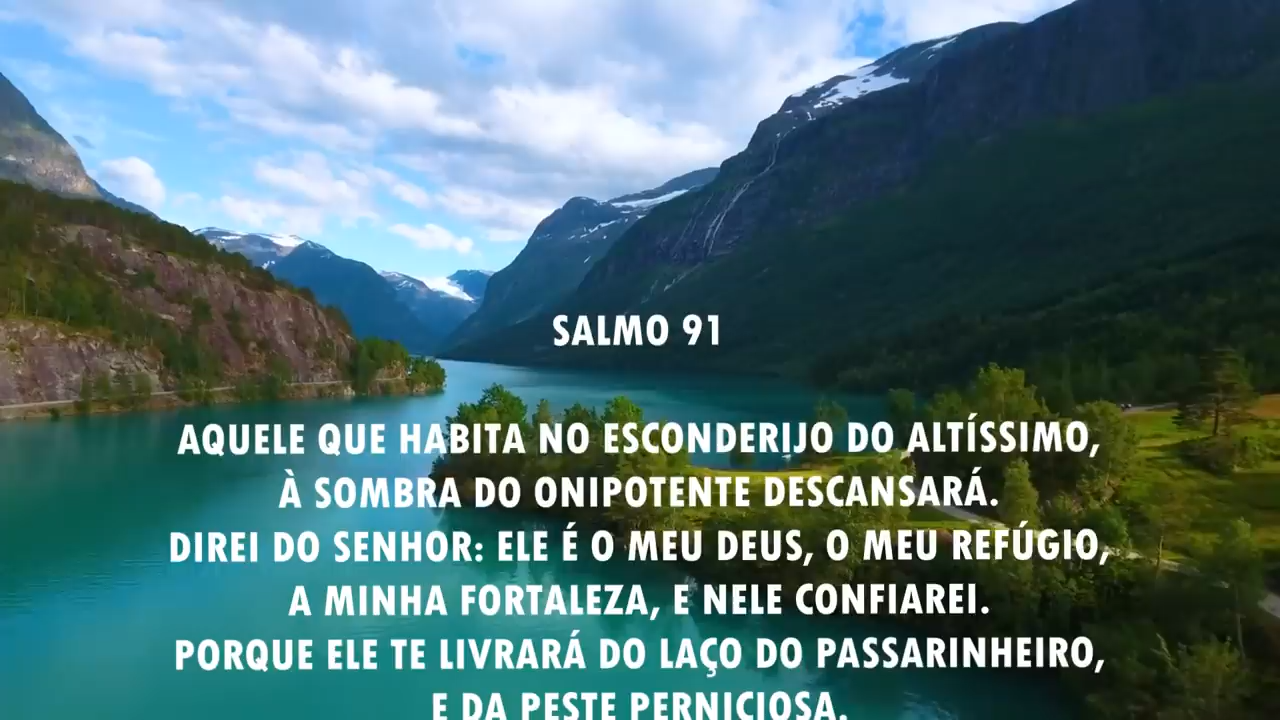 SALMO 91
AQUELE QUE HABITA NO ESCONDERIJO DO ALTÍSSIMO,
À SOMBRA DO ONIPOTENTE DESCANSARÁ.
DIREI DO SENHOR: ELE É O MEU DEUS, O MEU REFÚGIO,
A MINHA FORTALEZA, E NELE CONFIAREI.
PORQUE ELE TE LIVRARÁ DO LAÇO DO PASSARINHEIRO,
E DA PESTE PERNICIOSA.